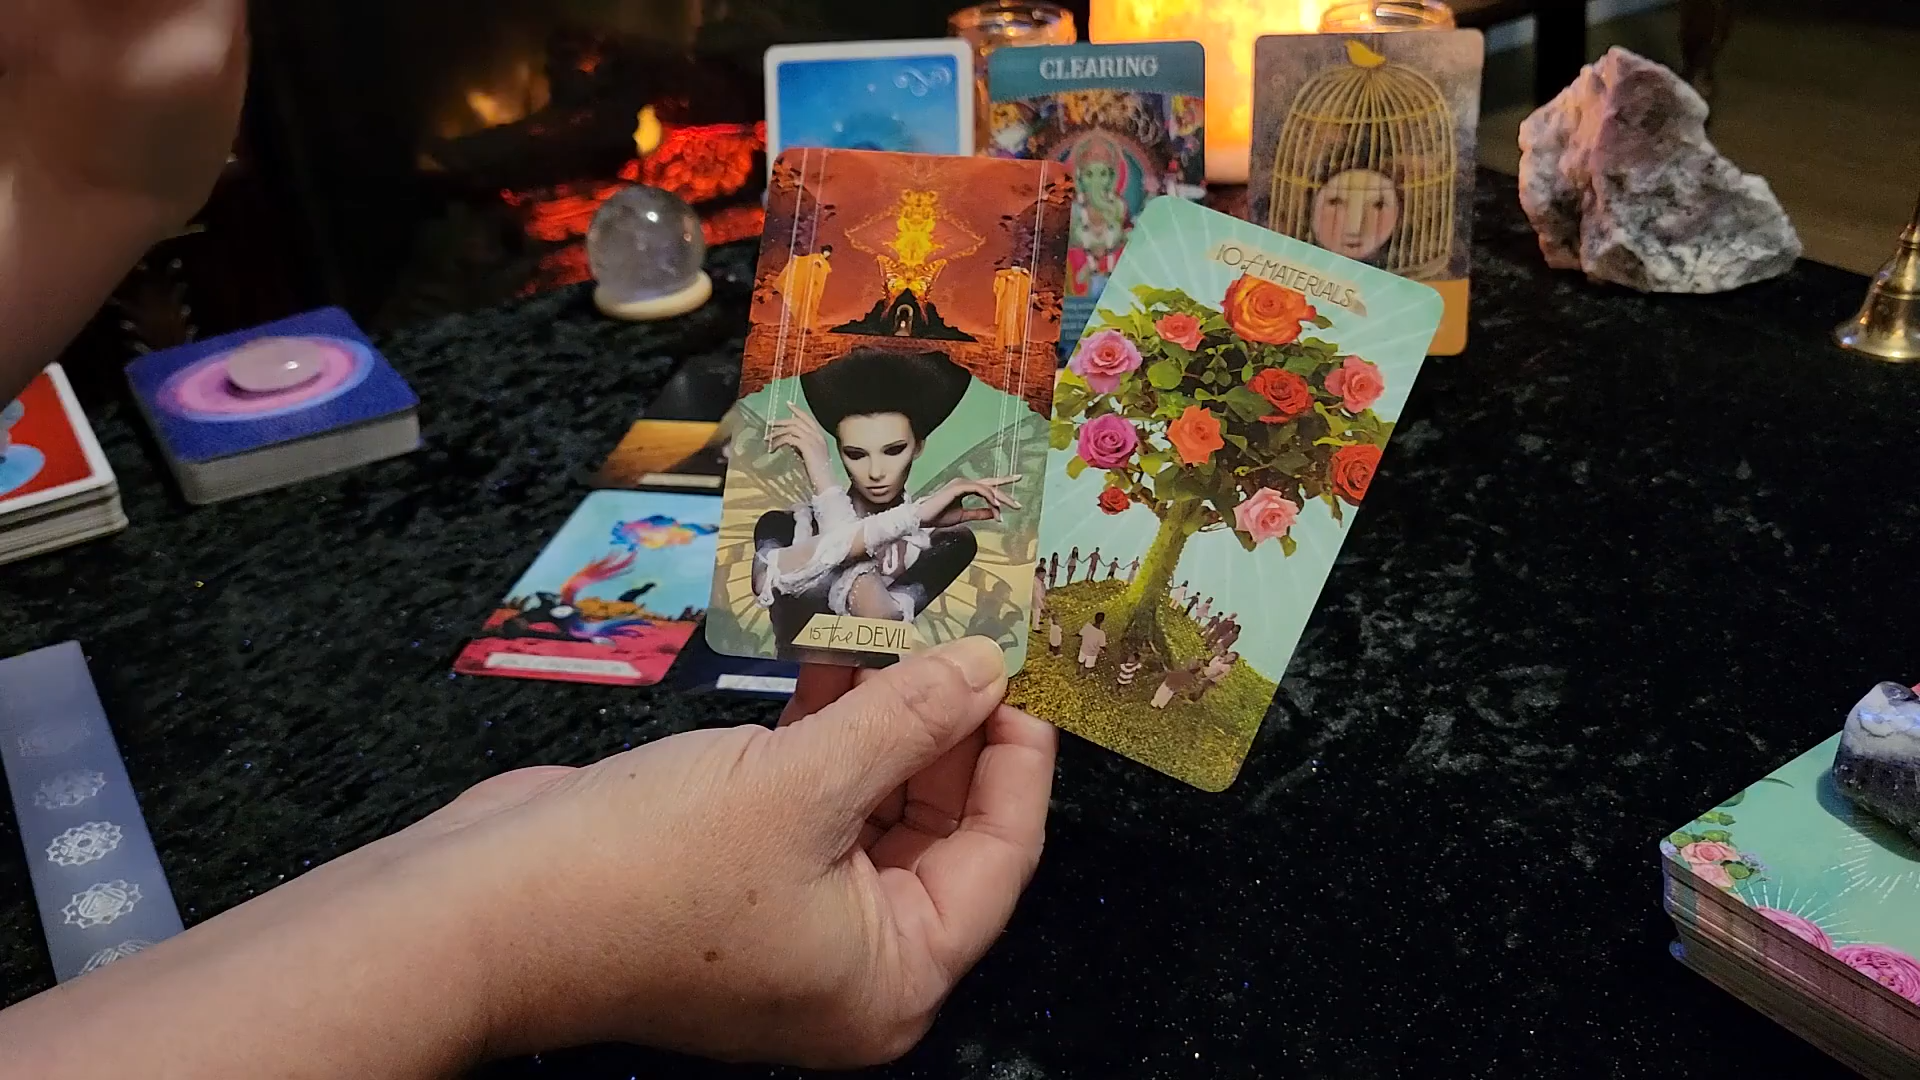 CLEARING
10 of MATERIALS
15. the DEVIL